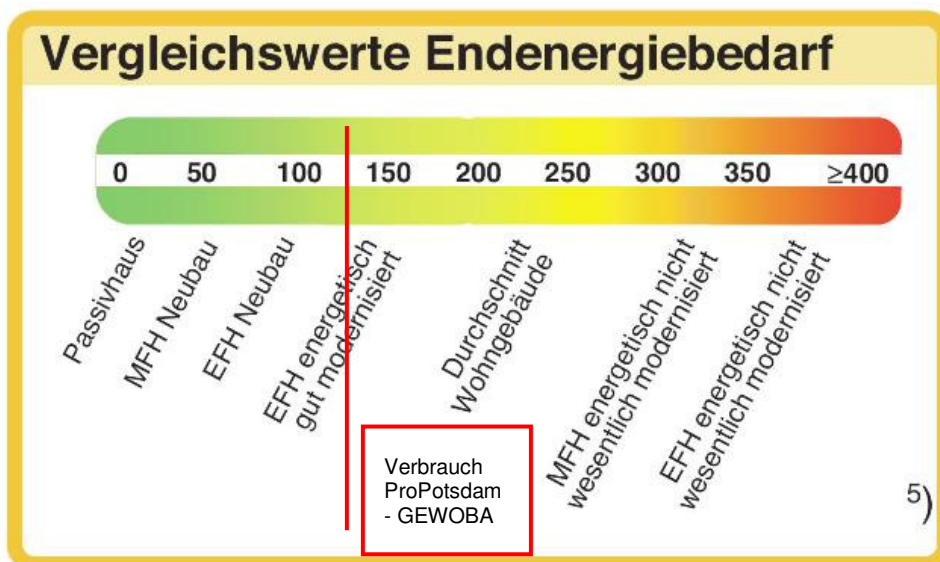 Vergleichswerte Endenergiebedarf
0 50 100 150 200 250 300 350 ≥400
Passivhaus
MFH Neubau
EFH Neubau
EFH energetisch
gut modernisiert
Durchschnitt
Wohngebäude
MFH energetisch nicht
wesentlich modernisiert
EFH energetisch nicht
wesentlich modernisiert
Verbrauch
ProPotsdam
- GEWOBA
5)